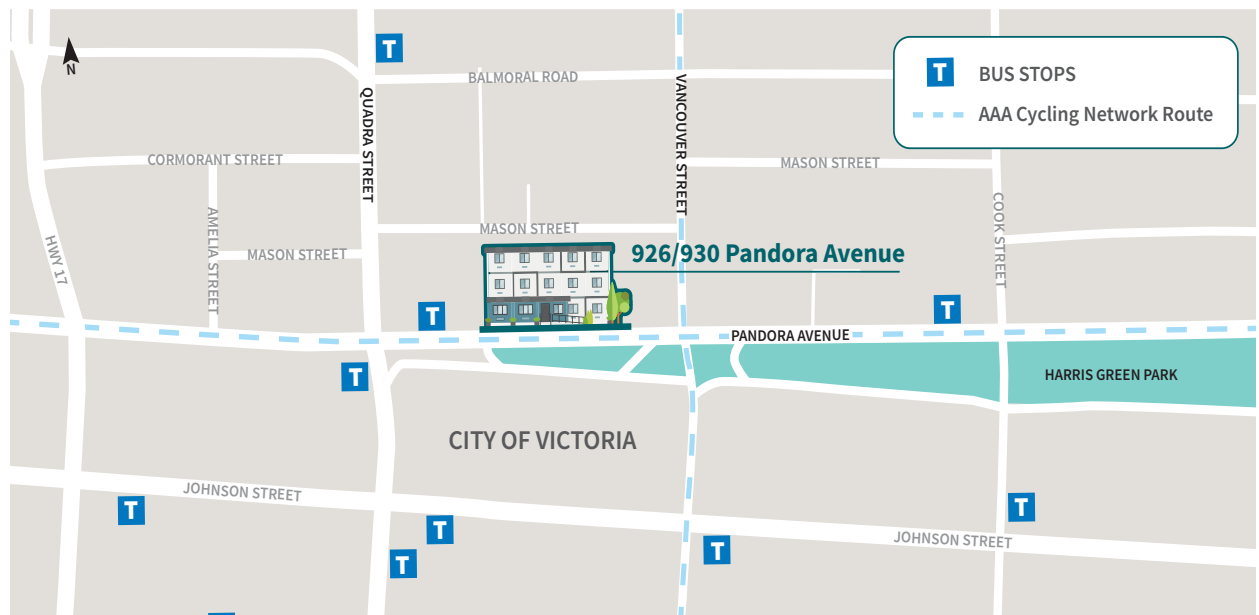 N
T
T BUS STOPS
AAA Cycling Network Route
BALMORAL ROAD
QUADRA STREET
VANCOUVER STREET
CORMORANT STREET
MASON STREET
AMELIA STREET
COOK STREET
HWY 17
MASON STREET
MASON STREET
926/930 Pandora Avenue
T
T
PANDORA AVENUE
T
HARRIS GREEN PARK
CITY OF VICTORIA
JOHNSON STREET
T
T
T
T
T
JOHNSON STREET